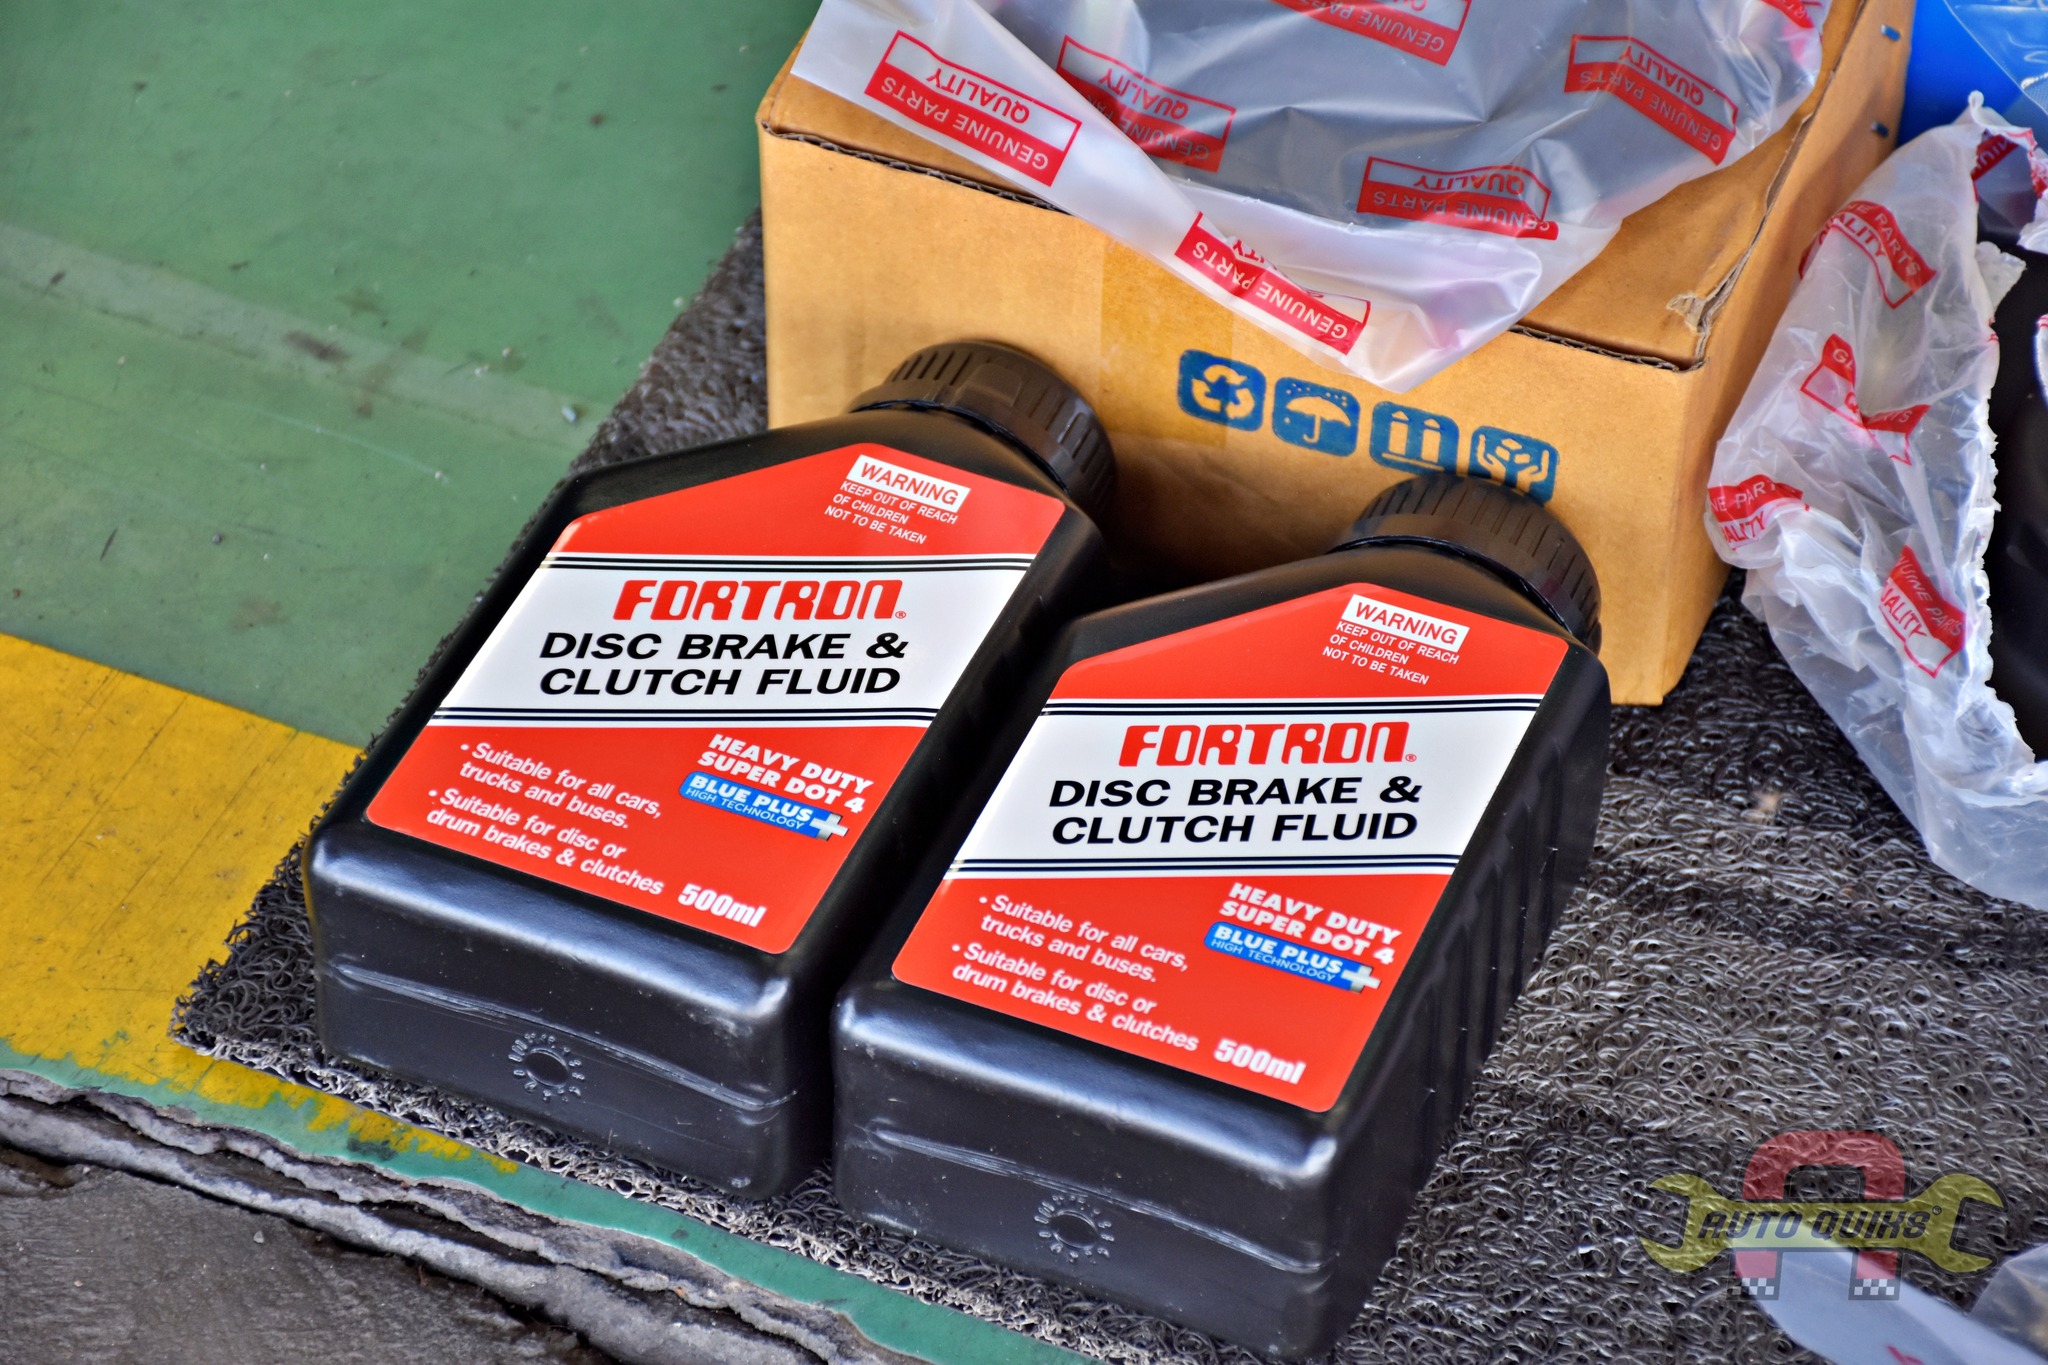 GENUINE PARTS
QUALITY
GENUINE PARTS
QUALITY
GENUINE PARTS
QUALITY
GENUINE PARTS
QUALITY
GENUINE PARTS
WARNING
KEEP OUT OF REACH
OF CHILDREN
NOT TO BE TAKEN
FORTRON®
DISC BRAKE &
CLUTCH FLUID
HEAVY DUTY
SUPER DOT 4
BLUE PLUS
HIGH TECHNOLOGY
• Suitable for all cars,
trucks and buses.
• Suitable for disc or
drum brakes & clutches
500ml
WARNING
KEEP OUT OF REACH
OF CHILDREN
NOT TO BE TAKEN
FORTRON®
DISC BRAKE &
CLUTCH FLUID
HEAVY DUTY
SUPER DOT 4
BLUE PLUS
HIGH TECHNOLOGY
• Suitable for all cars,
trucks and buses.
• Suitable for disc or
drum brakes & clutches
500ml
AUTO QUIKS